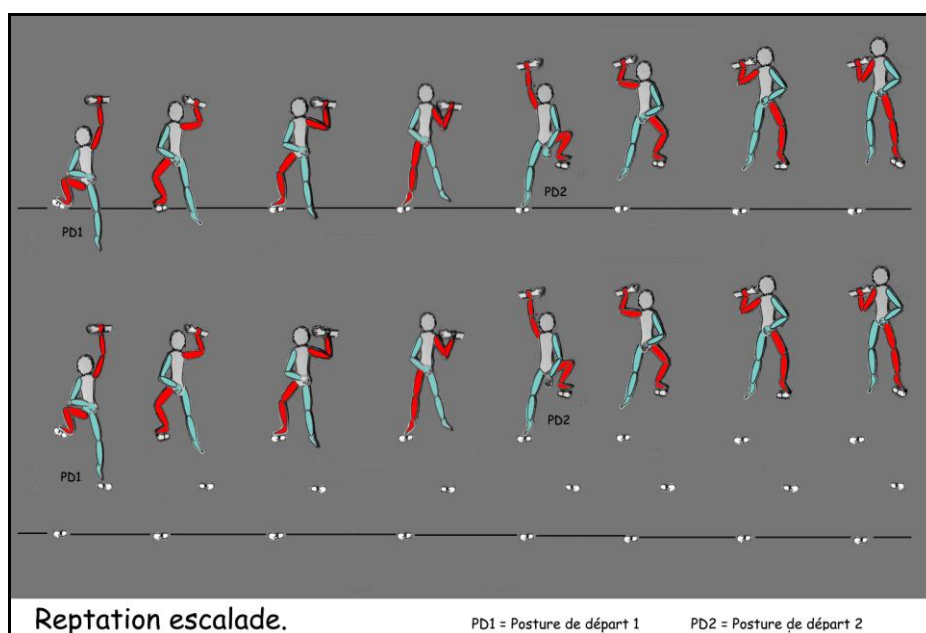 PD2
PD1
PD2
PD1
Reptation escalade.
PD1 = Posture de départ 1
PD2 = Posture de départ 2